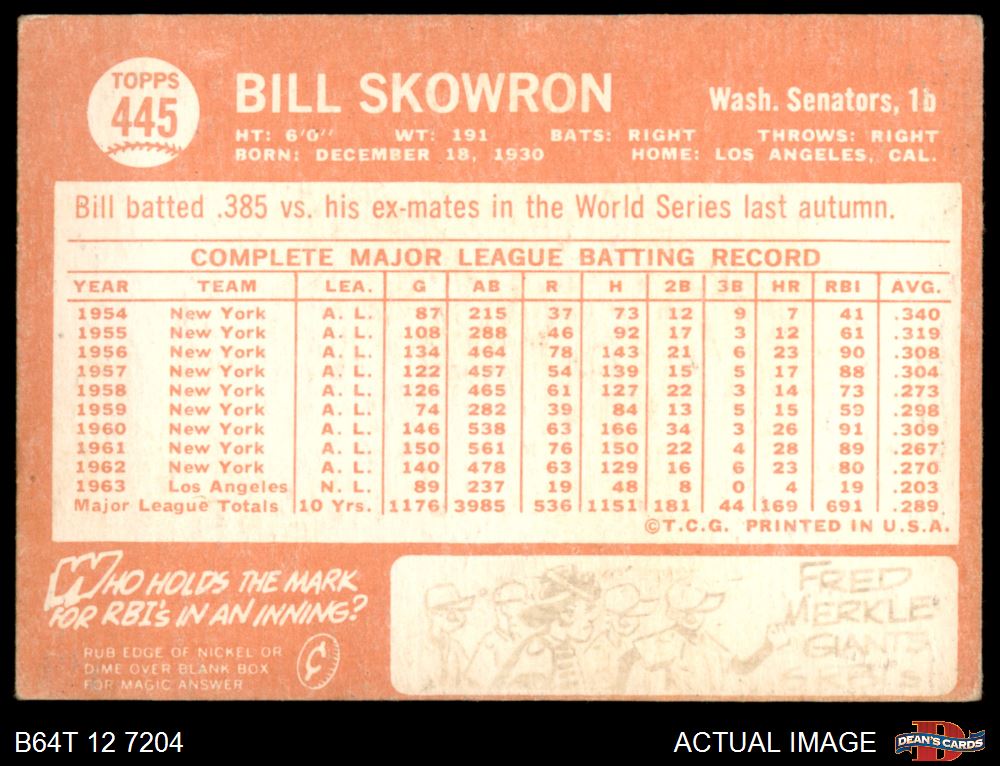 TOPPS
445
BILL SKOWRON
Wash. Senators, 1b
HT: 6'0" WT: 191 BATS: RIGHT THROWS: RIGHT
BORN: DECEMBER 18, 1930 HOME: LOS ANGELES, CAL.
Bill batted .385 vs. his ex-mates in the World Series last autumn.
COMPLETE MAJOR LEAGUE BATTING RECORD
YEAR TEAM LEA. G AB R H 2B 3B HR RBI AVG.
1954 New York A. L. 87 215 37 73 12 9 7 41 .340
1955 New York A. L. 108 288 46 92 17 3 12 61 .319
1956 New York A. L. 134 464 78 143 21 6 23 90 .308
1957 New York A. L. 122 457 54 139 15 5 17 88 .304
1958 New York A. L. 126 465 61 127 22 3 14 73 .273
1959 New York A. L. 74 282 39 84 13 5 15 59 .298
1960 New York A. L. 146 538 63 166 34 3 26 91 .309
1961 New York A. L. 150 561 76 150 22 4 28 89 .267
1962 New York A. L. 140 478 63 129 16 6 23 80 .270
1963 Los Angeles N. L. 89 237 19 48 8 0 4 19 .203
Major League Totals 10 Yrs. 1176 3985 536 1151 181 44 169 691 .289
©T.C.G. PRINTED IN U.S.A.
WHO HOLDS THE MARK
FOR RBI's IN AN INNING?
RUB EDGE OF NICKEL OR
DIME OVER BLANK BOX
FOR MAGIC ANSWER
FRED
MERKLE
GIANTS
B64T 12 7204
ACTUAL IMAGE
DEAN'S CARDS